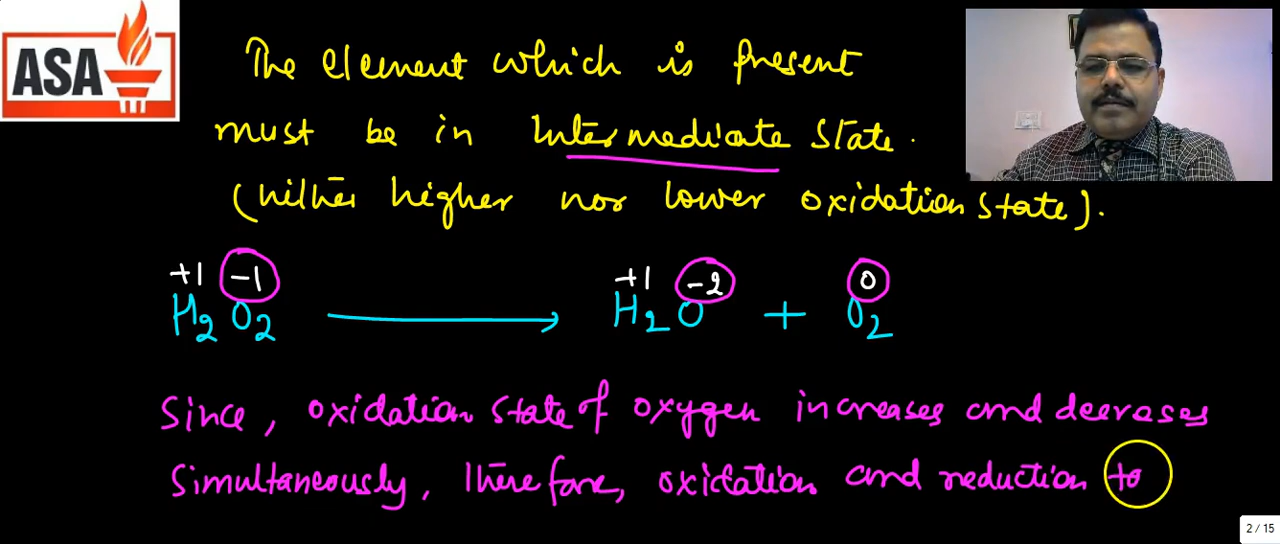 ASA
The element which is present
must be in Intermediate state.
(nither higher nor lower oxidation state).
+1 -1 +1 -2 0
H2O2 → H2O + O2
Since, oxidation state of oxygen increases and decrases
simultaneously, Therefore, oxidation and reduction to
2 / 15